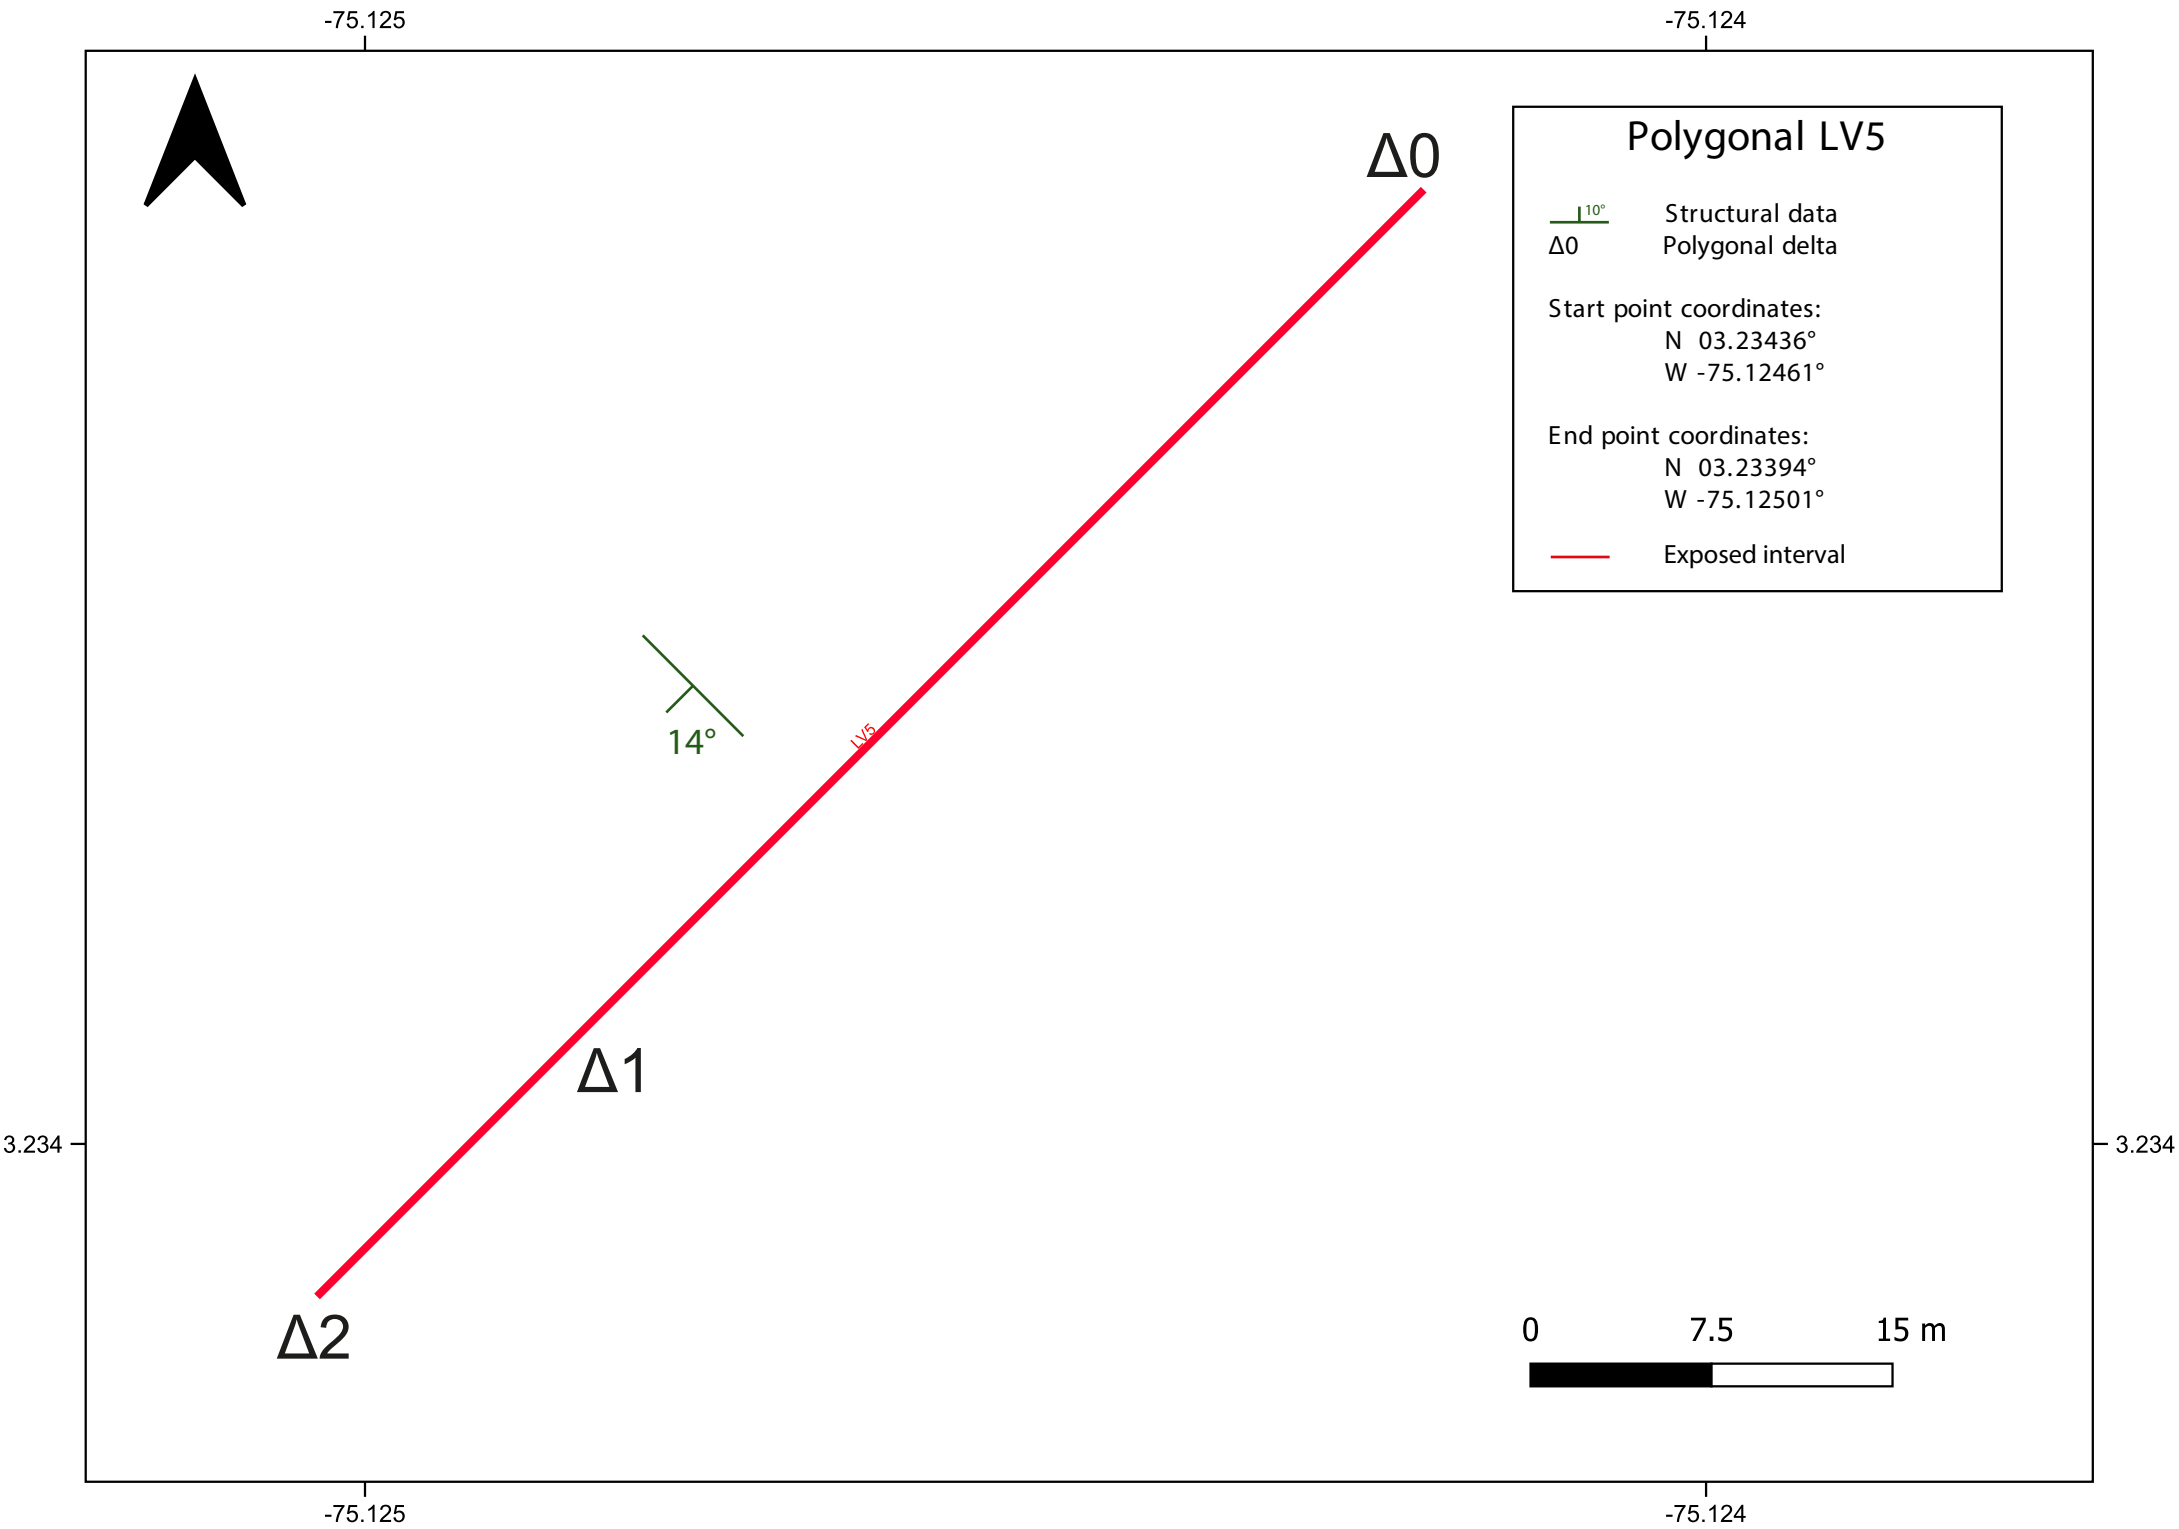 -75.125
-75.124
Δ0
Polygonal LV5
10°
Structural data
Δ0
Polygonal delta
Start point coordinates:
N 03.23436°
W -75.12461°
End point coordinates:
N 03.23394°
W -75.12501°
Exposed interval
LV5
14°
Δ1
3.234
3.234
Δ2
0
7.5
15 m
-75.125
-75.124